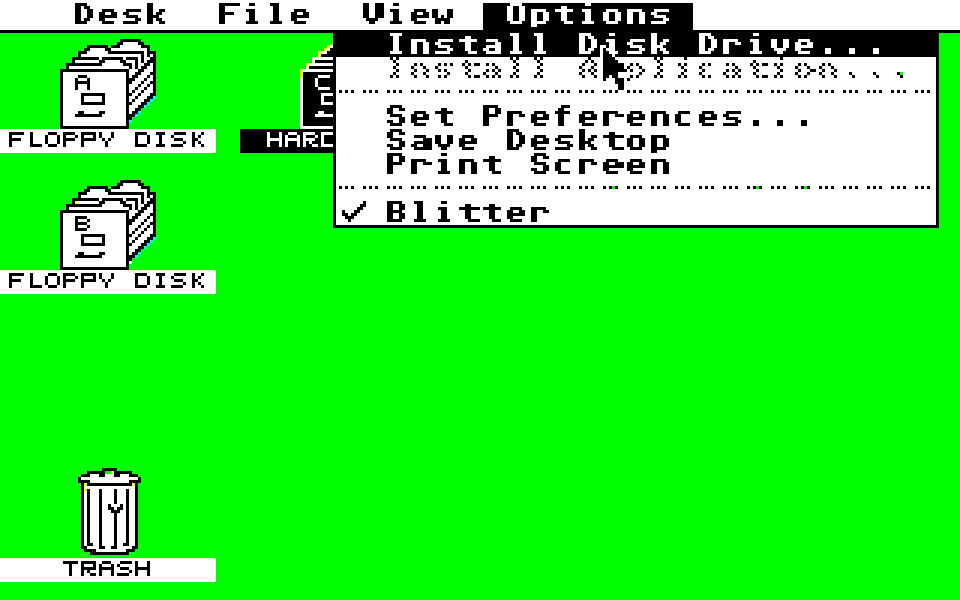 Desk File View Options
Install Disk Drive...
Install Application...
Set Preferences...
Save Desktop
Print Screen
✓ Blitter
A
FLOPPY DISK
C
HARD
B
FLOPPY DISK
TRASH